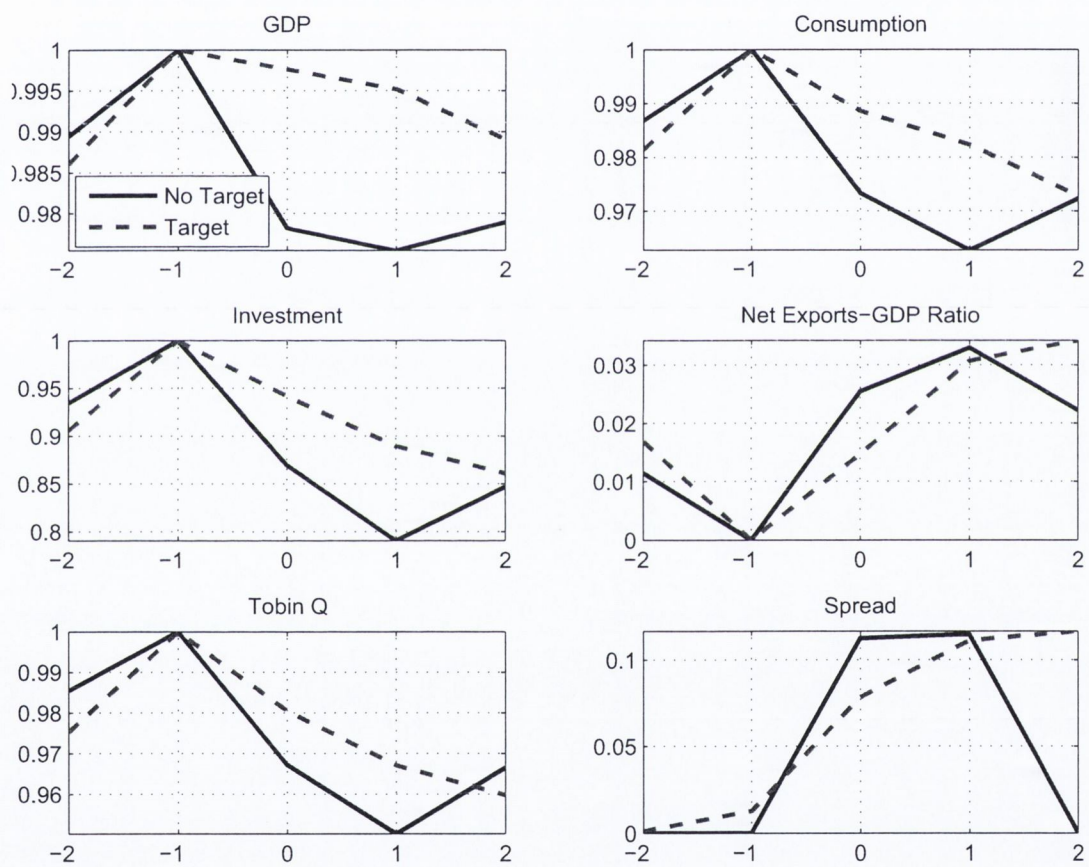 GDP
1
0.995
0.99
0.985
0.98
No Target
Target
−2 −1 0 1 2
Consumption
1
0.99
0.98
0.97
−2 −1 0 1 2
Investment
1
0.95
0.9
0.85
0.8
−2 −1 0 1 2
Net Exports−GDP Ratio
0.03
0.02
0.01
0
−2 −1 0 1 2
Tobin Q
1
0.99
0.98
0.97
0.96
−2 −1 0 1 2
Spread
0.1
0.05
0
−2 −1 0 1 2